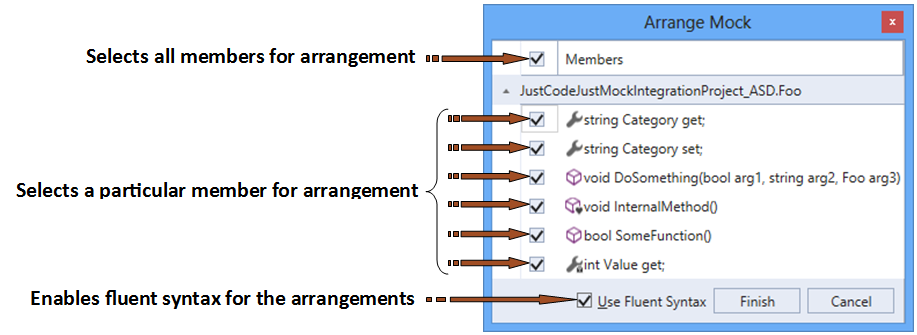 Arrange Mock
x
Selects all members for arrangement
Members
JustCodeJustMockIntegrationProject_ASD.Foo
string Category get;
string Category set;
void DoSomething(bool arg1, string arg2, Foo arg3)
Selects a particular member for arrangement
void InternalMethod()
bool SomeFunction()
int Value get;
Enables fluent syntax for the arrangements
Use Fluent Syntax
Finish
Cancel